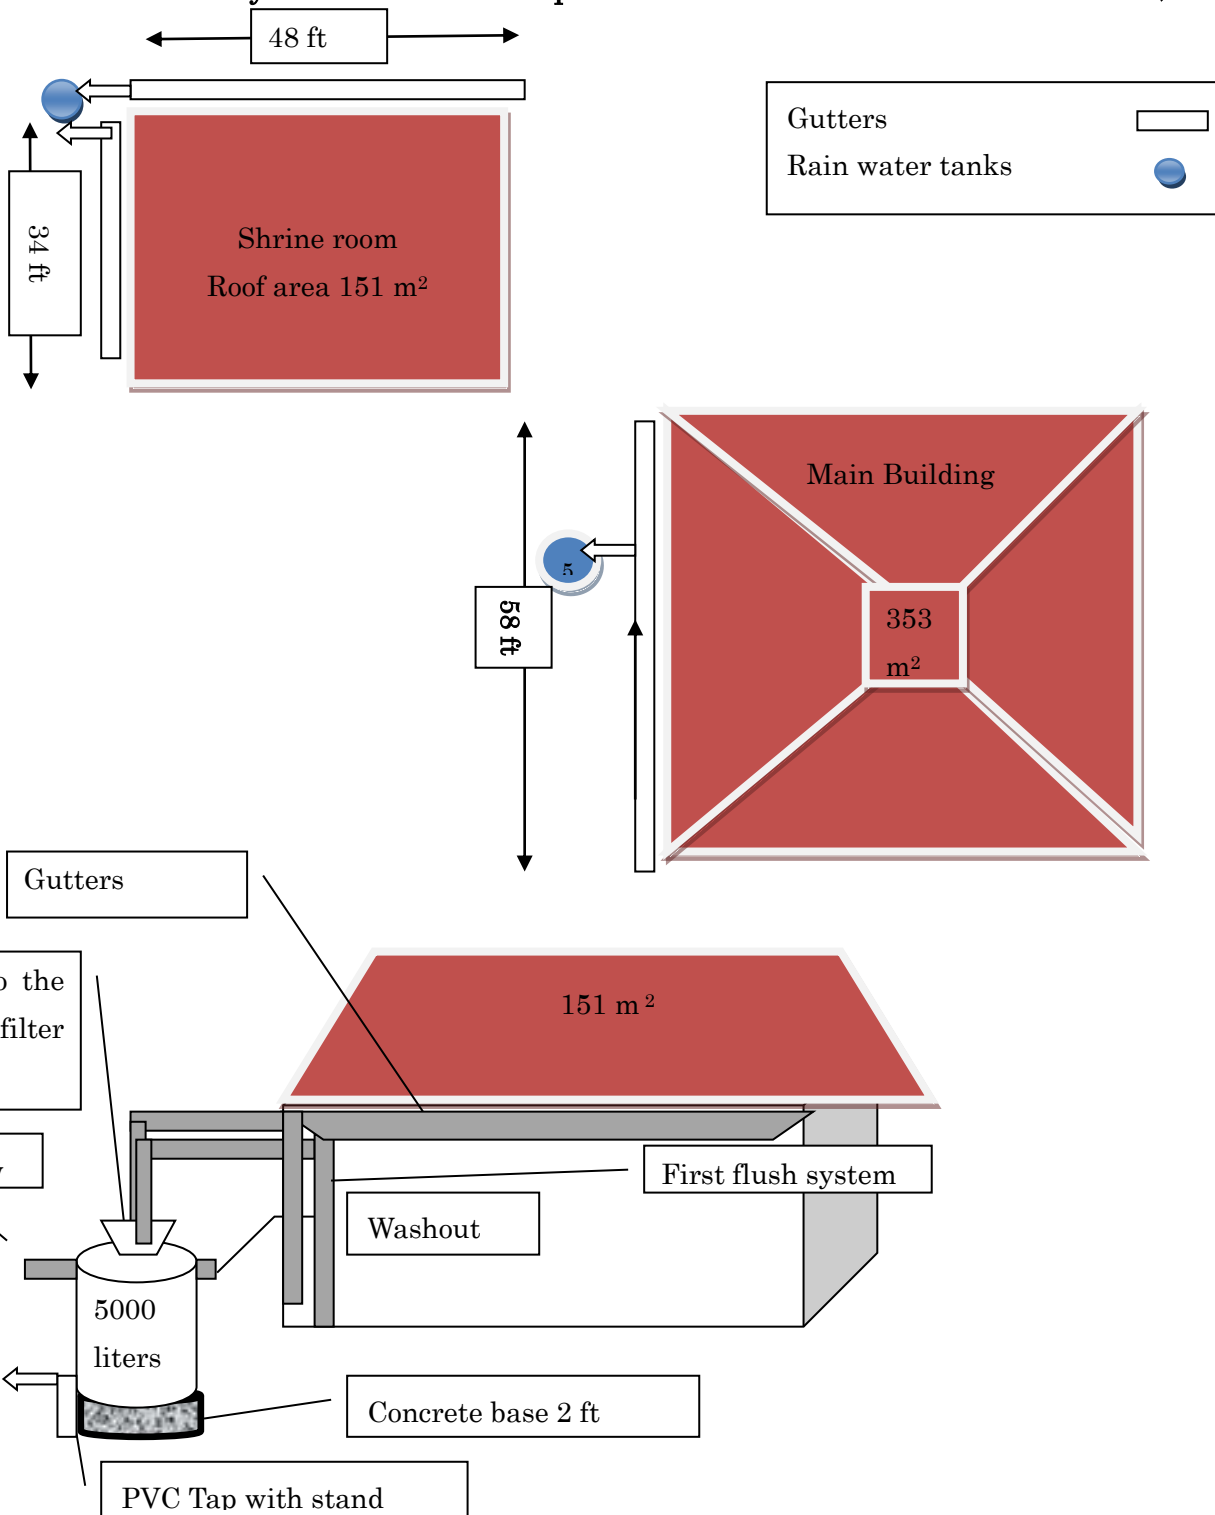 48 ft
Gutters
Rain water tanks
34 ft
Shrine room
Roof area 151 m²
Main Building
5
58 ft
353
m²
Gutters
the
filter
151 m²
First flush system
Washout
5000
liters
Concrete base 2 ft
PVC Tap with stand